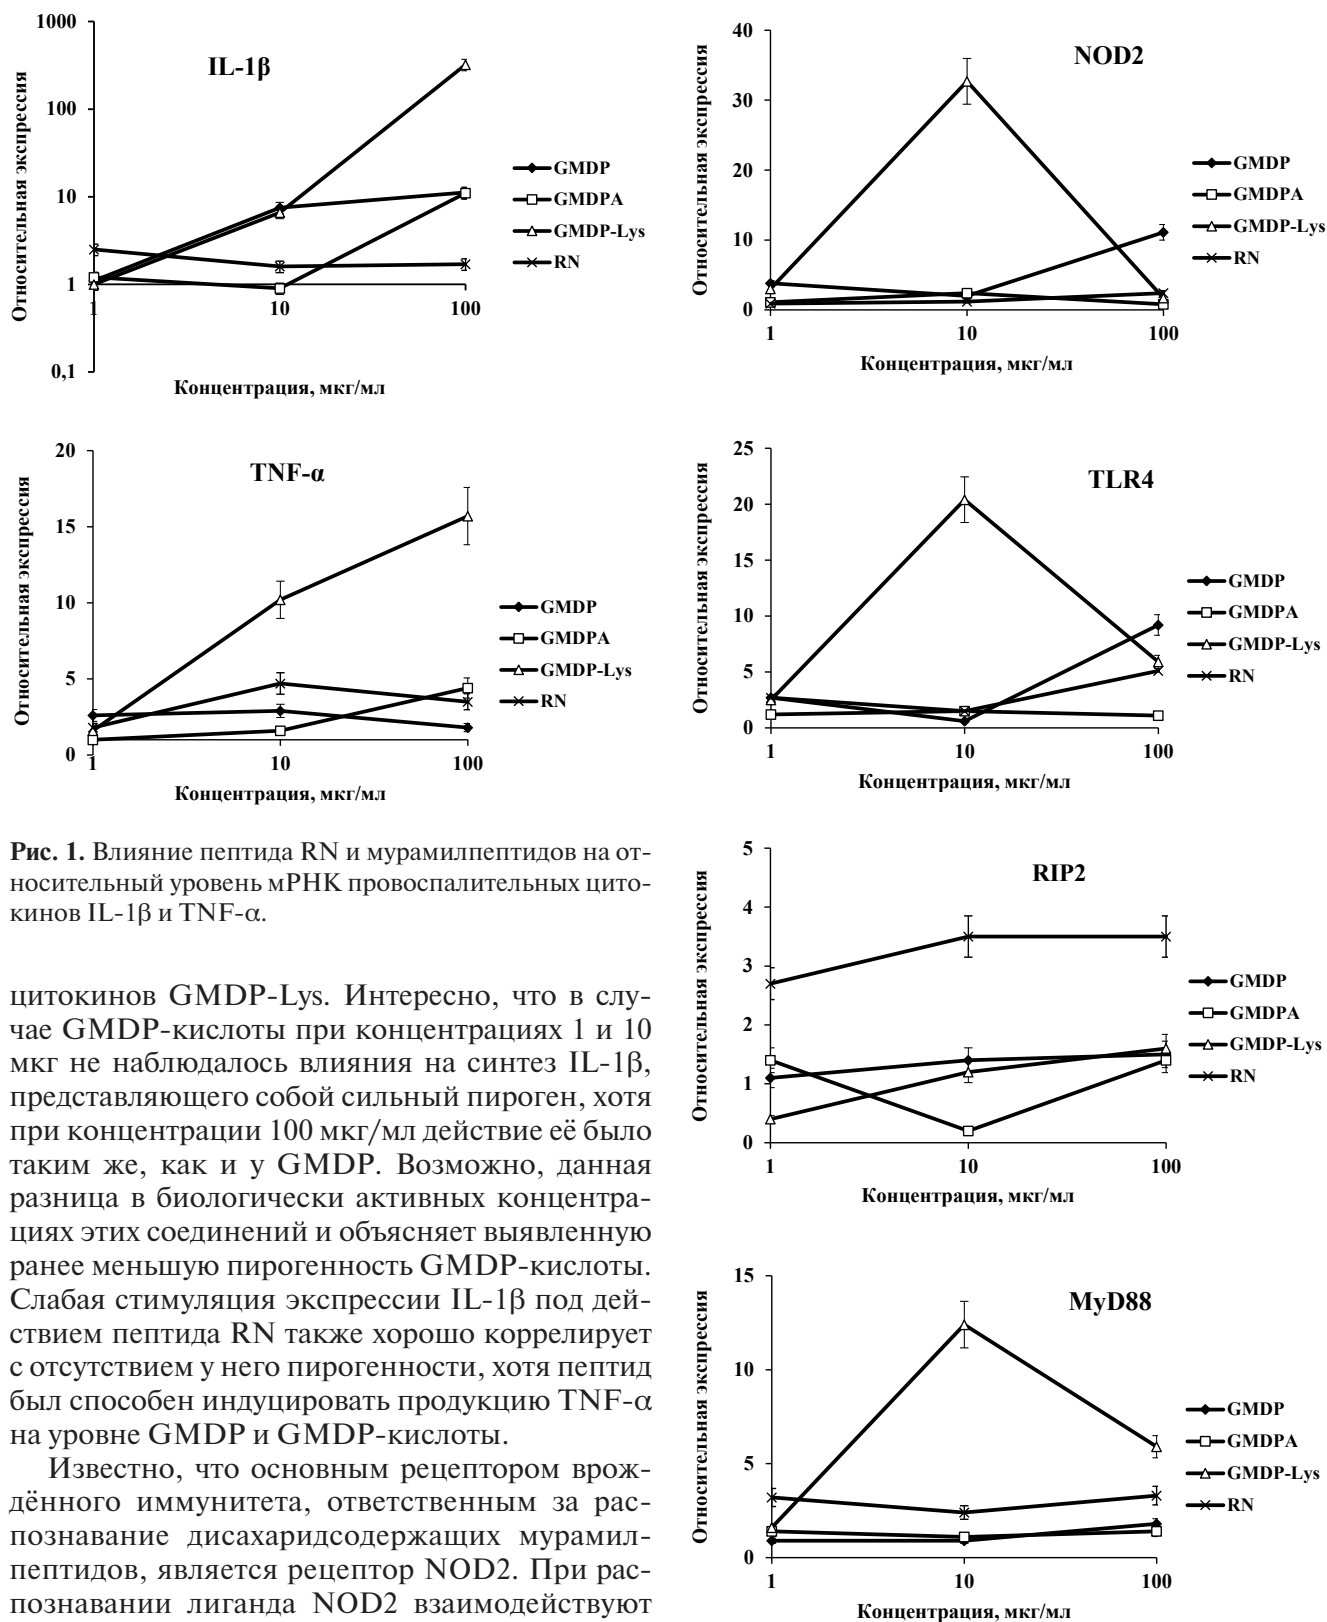 IL-1β
Относительная экспрессия
1000
100
10
1
0,1
1
10
100
Концентрация, мкг/мл
GMDP
GMDPA
GMDP-Lys
RN
TNF-α
Относительная экспрессия
20
15
10
5
0
1
10
100
Концентрация, мкг/мл
GMDP
GMDPA
GMDP-Lys
RN
Рис. 1. Влияние пептида RN и мурамилпептидов на от-
носительный уровень мРНК провоспалительных цито-
кинов IL-1β и TNF-α.
цитокинов GMDP-Lys. Интересно, что в слу-
чае GMDP-кислоты при концентрациях 1 и 10
мкг не наблюдалось влияния на синтез IL-1β,
представляющего собой сильный пироген, хотя
при концентрации 100 мкг/мл действие её было
таким же, как и у GMDP. Возможно, данная
разница в биологически активных концентра-
циях этих соединений и объясняет выявленную
ранее меньшую пирогенность GMDP-кислоты.
Слабая стимуляция экспрессии IL-1β под дей-
ствием пептида RN также хорошо коррелирует
с отсутствием у него пирогенности, хотя пептид
был способен индуцировать продукцию TNF-α
на уровне GMDP и GMDP-кислоты.
Известно, что основным рецептором врож-
дённого иммунитета, ответственным за рас-
познавание дисахаридсодержащих мурамил-
пептидов, является рецептор NOD2. При рас-
познавании лиганда NOD2 взаимодействуют
NOD2
Относительная экспрессия
40
30
20
10
0
1
10
100
Концентрация, мкг/мл
GMDP
GMDPA
GMDP-Lys
RN
TLR4
Относительная экспрессия
25
20
15
10
5
0
1
10
100
Концентрация, мкг/мл
GMDP
GMDPA
GMDP-Lys
RN
RIP2
Относительная экспрессия
5
4
3
2
1
0
1
10
100
Концентрация, мкг/мл
GMDP
GMDPA
GMDP-Lys
RN
MyD88
Относительная экспрессия
15
10
5
0
1
10
100
Концентрация, мкг/мл
GMDP
GMDPA
GMDP-Lys
RN